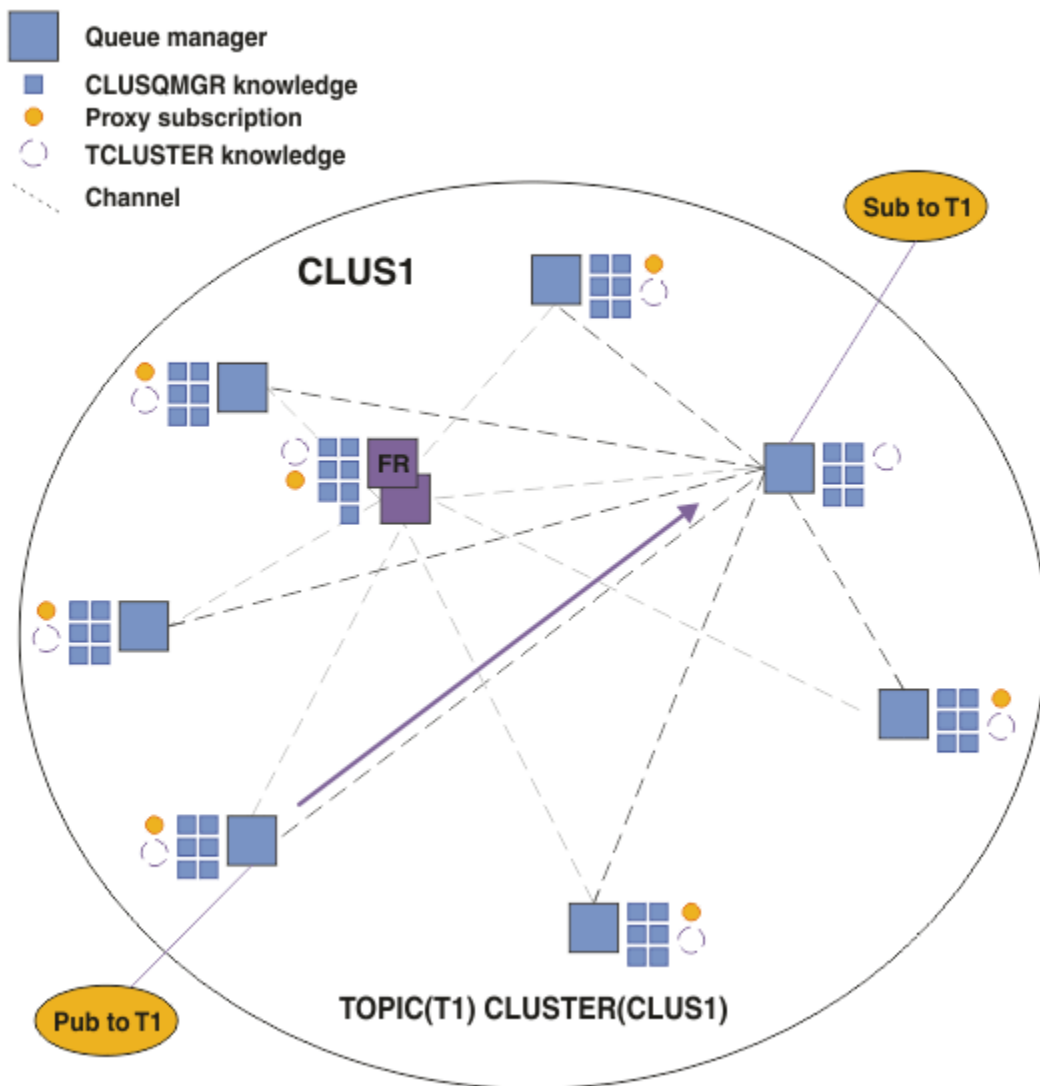 Queue manager
CLUSQMGR knowledge
Proxy subscription
TCLUSTER knowledge
Channel
Sub to T1
CLUS1
FR
Pub to T1
TOPIC(T1) CLUSTER(CLUS1)